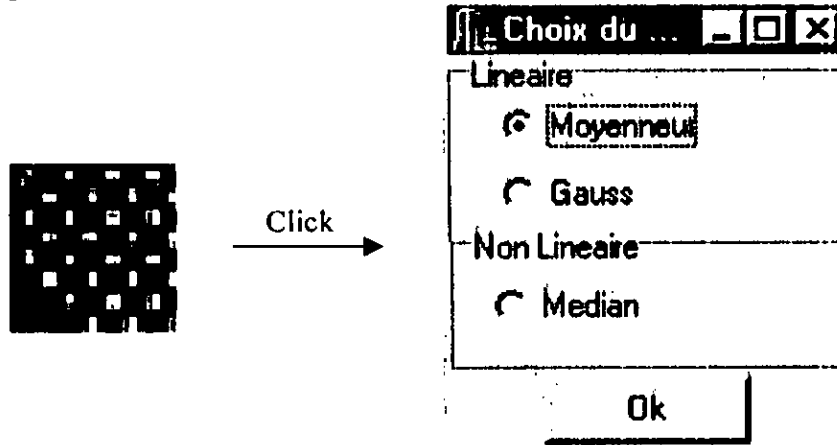 Choix du ...
Lineaire
Moyenneur
Gauss
Click
Non Lineaire
Median
Ok